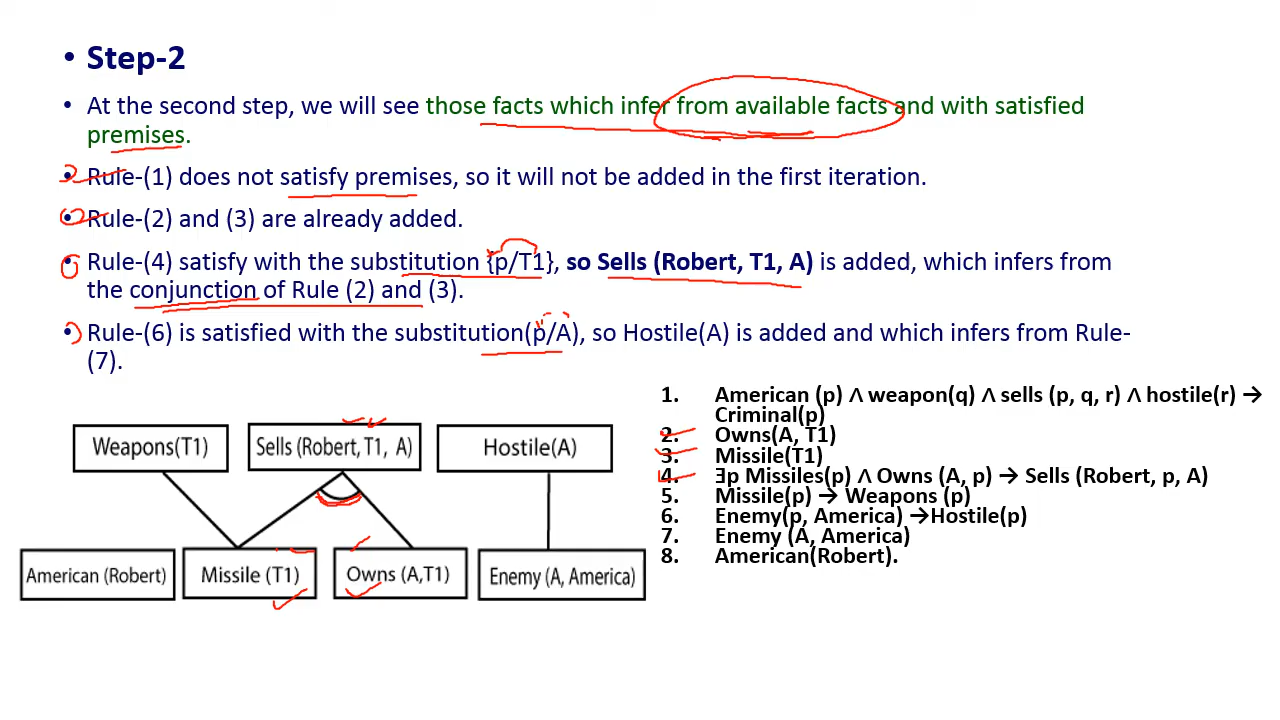 • Step-2
• At the second step, we will see those facts which infer from available facts and with satisfied
premises.
• Rule-(1) does not satisfy premises, so it will not be added in the first iteration.
• Rule-(2) and (3) are already added.
• Rule-(4) satisfy with the substitution {p/T1}, so Sells (Robert, T1, A) is added, which infers from
the conjunction of Rule (2) and (3).
• Rule-(6) is satisfied with the substitution(p/A), so Hostile(A) is added and which infers from Rule-
(7).
1. American (p) ∧ weapon(q) ∧ sells (p, q, r) ∧ hostile(r) →
Criminal(p)
2. Owns(A, T1)
3. Missile(T1)
4. ∃p Missiles(p) ∧ Owns (A, p) → Sells (Robert, p, A)
5. Missile(p) → Weapons (p)
6. Enemy(p, America) →Hostile(p)
7. Enemy (A, America)
8. American(Robert).
Weapons(T1)
Sells (Robert, T1, A)
Hostile(A)
American (Robert)
Missile (T1)
Owns (A,T1)
Enemy (A, America)